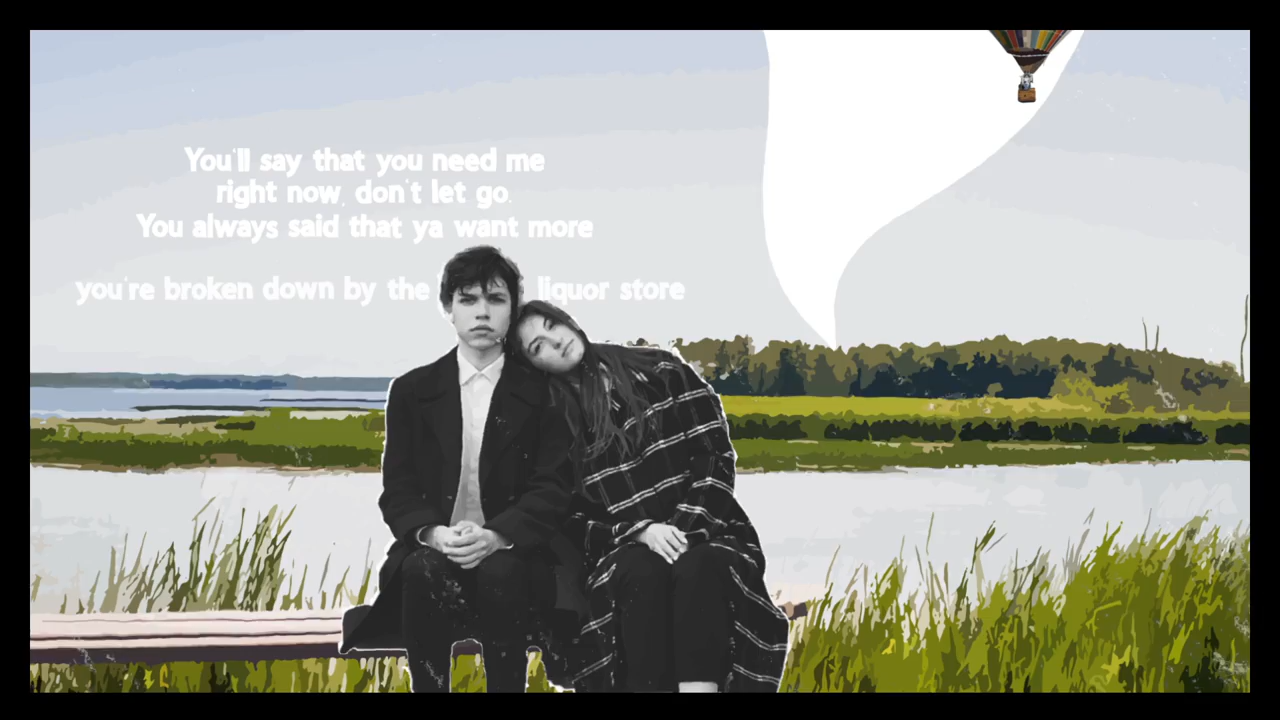 You'll say that you need me
right now, don't let go.
You always said that ya want more
you're broken down by the liquor store